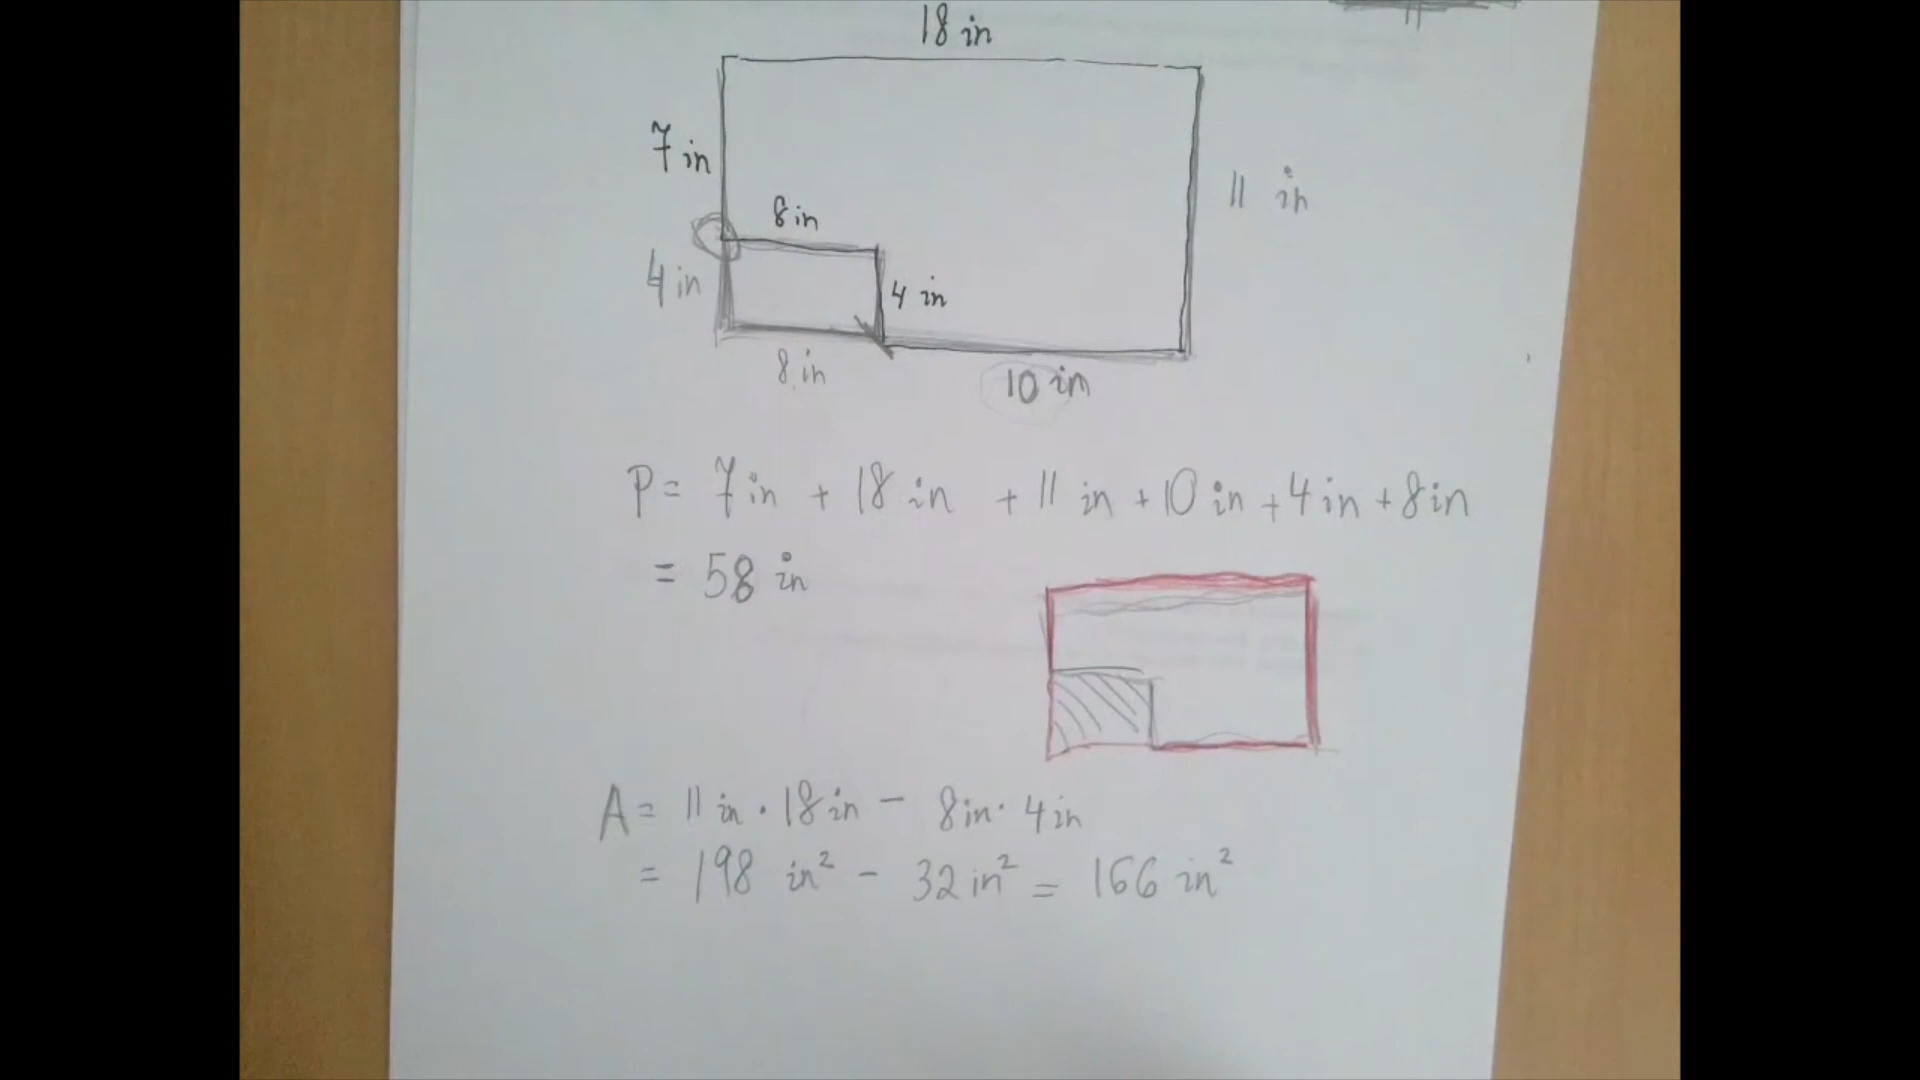 18 in
7 in
11 in
8 in
4 in
4 in
8 in
10 in
P = 7 in + 18 in + 11 in + 10 in + 4 in + 8 in
= 58 in
A = 11 in · 18 in - 8 in · 4 in
= 198 in² - 32 in² = 166 in²